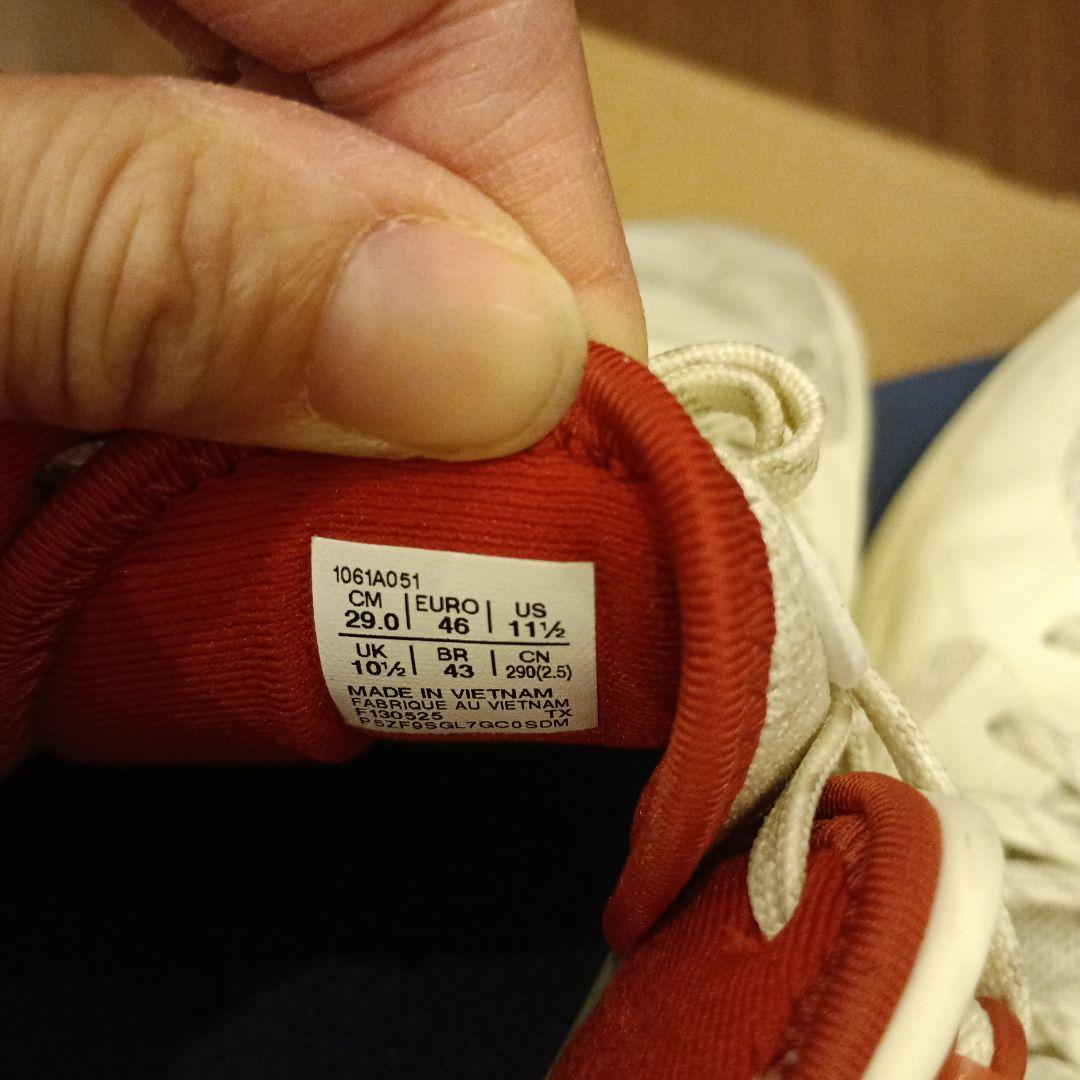 1061A051
CM | EURO | US
29.0 | 46 | 11½
UK | BR | CN
10½ | 43 | 290(2.5)
MADE IN VIETNAM
FABRIQUE AU VIETNAM
F130525 TX
P5ZF9SGL7GC0SDM